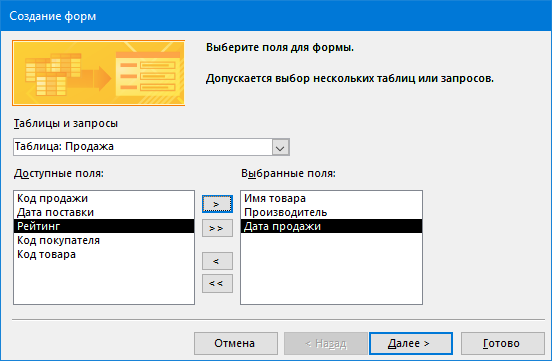 Создание форм
Выберите поля для формы.
Допускается выбор нескольких таблиц или запросов.
Таблицы и запросы
Таблица: Продажа
Доступные поля:
Выбранные поля:
Код продажи
Дата поставки
Рейтинг
Код покупателя
Код товара
>
>>
<
<<
Имя товара
Производитель
Дата продажи
Отмена
< Назад
Далее >
Готово